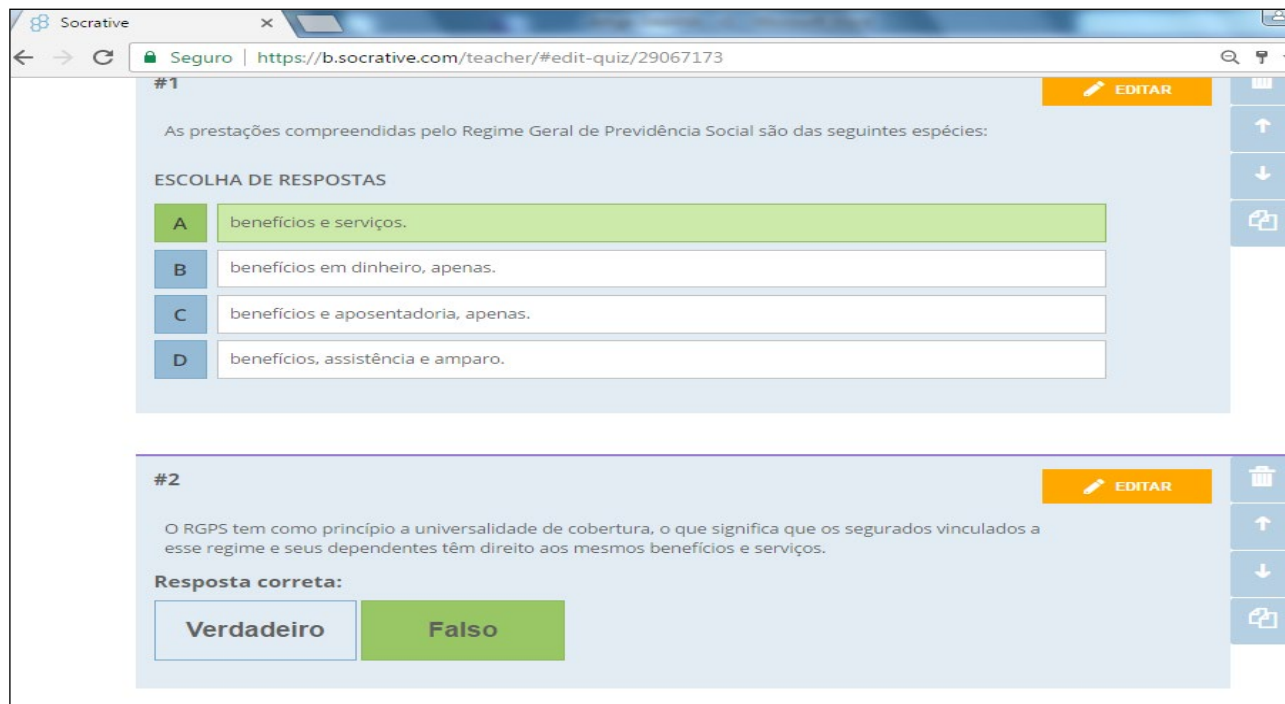 Socrative
Seguro | https://b.socrative.com/teacher/#edit-quiz/29067173
#1
EDITAR
As prestações compreendidas pelo Regime Geral de Previdência Social são das seguintes espécies:
ESCOLHA DE RESPOSTAS
A benefícios e serviços.
B benefícios em dinheiro, apenas.
C benefícios e aposentadoria, apenas.
D benefícios, assistência e amparo.
#2
EDITAR
O RGPS tem como princípio a universalidade de cobertura, o que significa que os segurados vinculados a
esse regime e seus dependentes têm direito aos mesmos benefícios e serviços.
Resposta correta:
Verdadeiro Falso